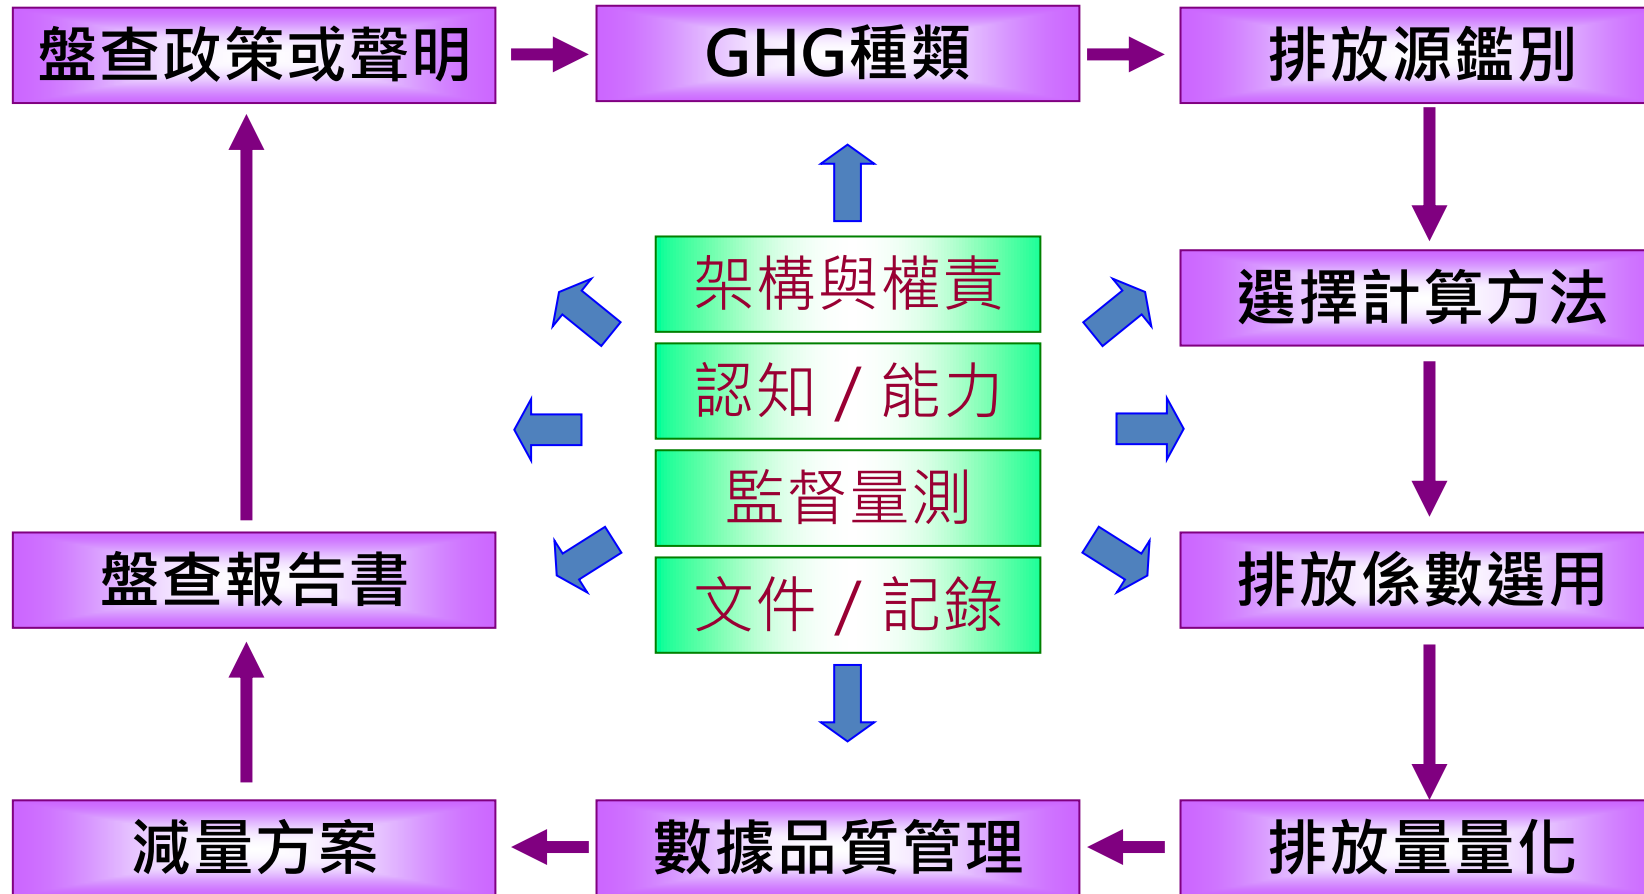 盤查政策或聲明
GHG種類
排放源鑑別
架構與權責
選擇計算方法
認知 / 能力
監督量測
盤查報告書
排放係數選用
文件 / 記錄
減量方案
數據品質管理
排放量量化